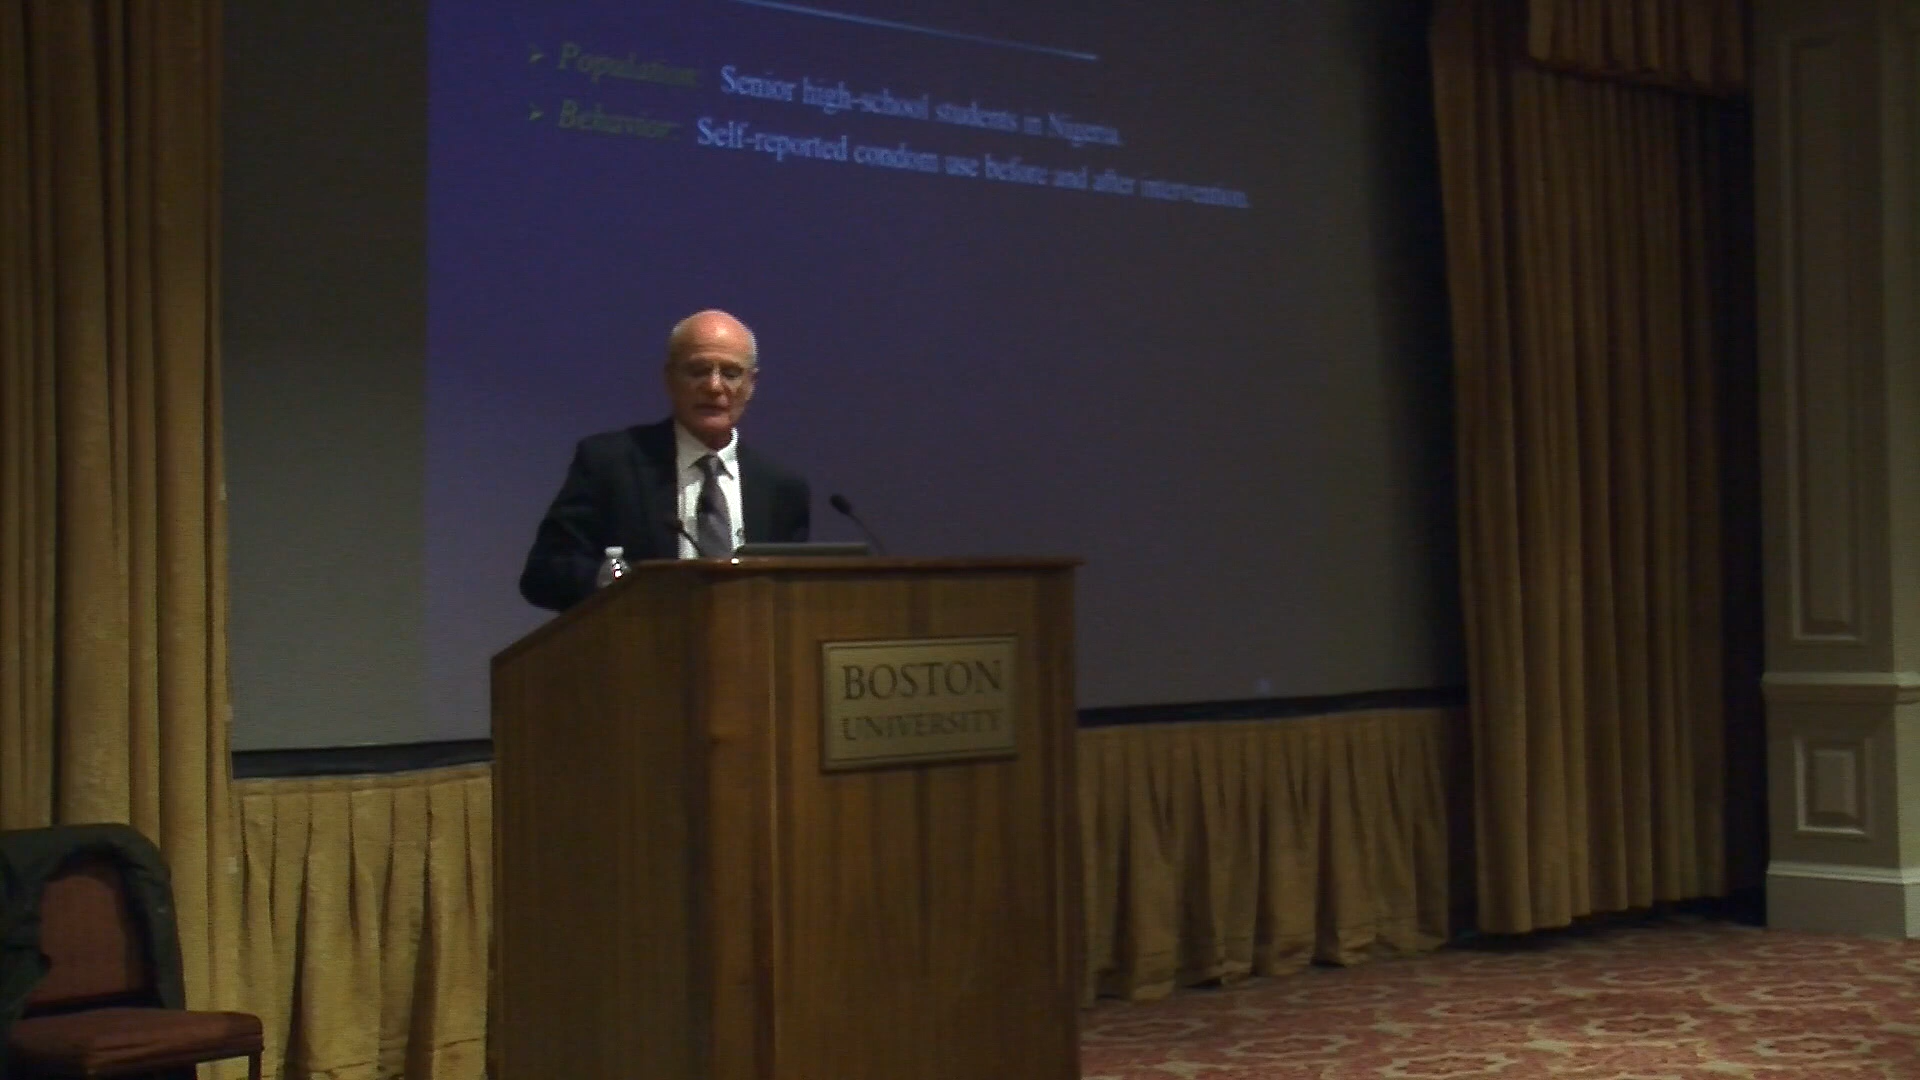 ➢ Population: Senior high-school students in Nigeria.
➢ Behavior: Self-reported condom use before and after intervention.
BOSTON
UNIVERSITY